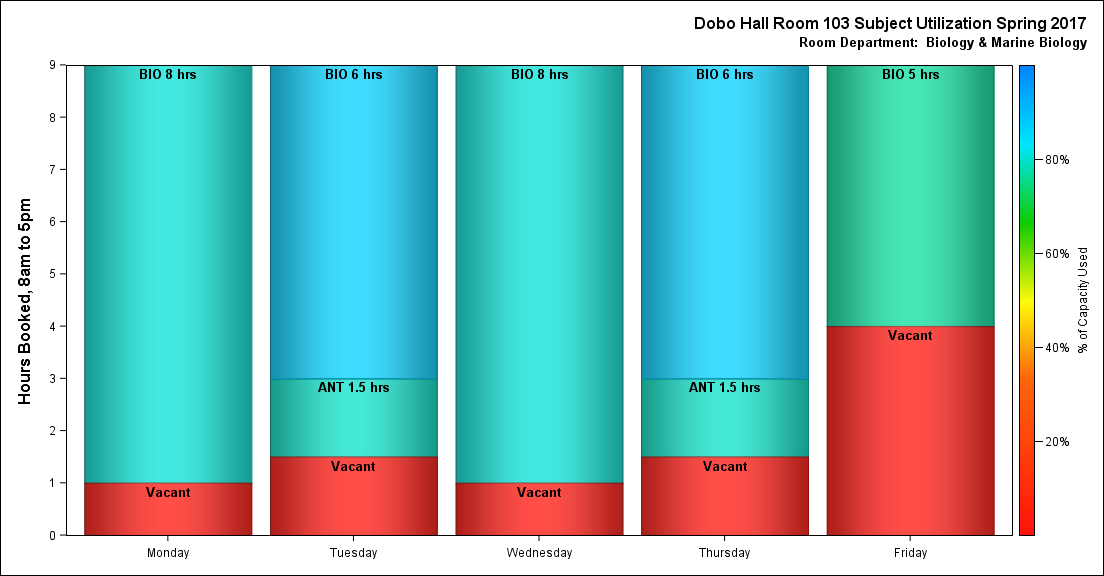 Dobo Hall Room 103 Subject Utilization Spring 2017
Room Department:  Biology & Marine Biology
Hours Booked, 8am to 5pm
9
8
7
6
5
4
3
2
1
0
BIO 8 hrs
Vacant
BIO 6 hrs
ANT 1.5 hrs
Vacant
BIO 8 hrs
Vacant
BIO 6 hrs
ANT 1.5 hrs
Vacant
BIO 5 hrs
Vacant
Monday
Tuesday
Wednesday
Thursday
Friday
80%
60%
40%
20%
% of Capacity Used